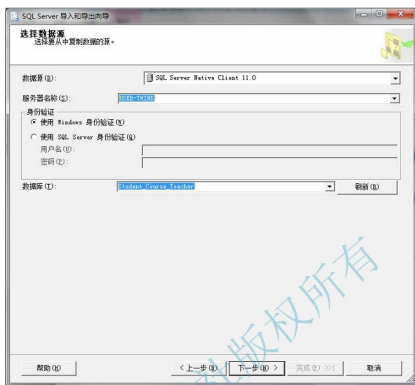 SQL Server 导入和导出向导
选择数据源
选择要从中复制数据的源。
数据源(D): SQL Server Native Client 11.0
服务器名称(S):
身份验证
使用 Windows 身份验证(W)
使用 SQL Server 身份验证(Q)
用户名(U):
密码(P):
数据库(T): Student_Course_Teacher 刷新(R)
帮助(H) < 上一步(B) 下一步(N) > 完成(F) >>| 取消
社版权所有